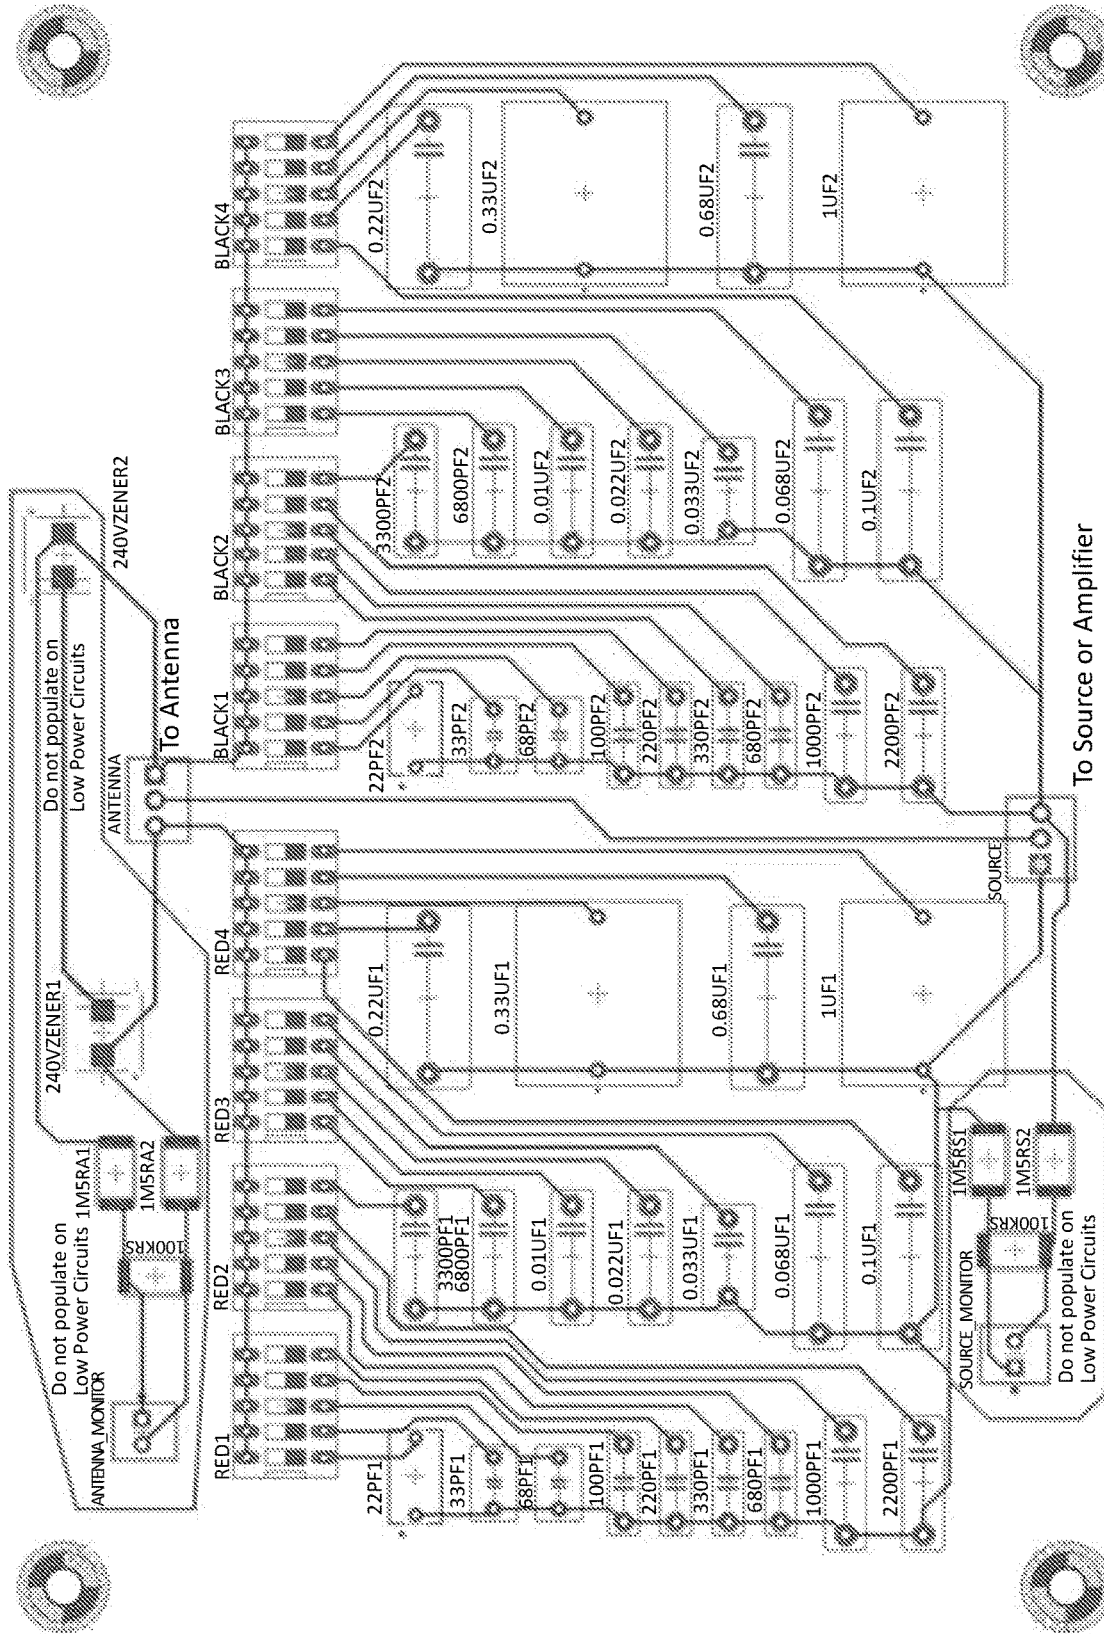 ANTENNA_MONITOR
Do not populate on
Low Power Circuits
100KRS
1M5RA1
1M5RA2
240VZENER1
Do not populate on
Low Power Circuits
240VZENER2
ANTENNA
To Antenna
RED1
RED2
RED3
RED4
BLACK1
BLACK2
BLACK3
BLACK4
22PF1
33PF1
68PF1
100PF1
220PF1
330PF1
680PF1
1000PF1
2200PF1
3300PF1
6800PF1
0.01UF1
0.022UF1
0.033UF1
0.068UF1
0.1UF1
0.22UF1
0.33UF1
0.68UF1
1UF1
22PF2
33PF2
68PF2
100PF2
220PF2
330PF2
680PF2
1000PF2
2200PF2
3300PF2
6800PF2
0.01UF2
0.022UF2
0.033UF2
0.068UF2
0.1UF2
0.22UF2
0.33UF2
0.68UF2
1UF2
SOURCE_MONITOR
100KRS
1M5RS1
1M5RS2
Do not populate on
Low Power Circuits
SOURCE
To Source or Amplifier